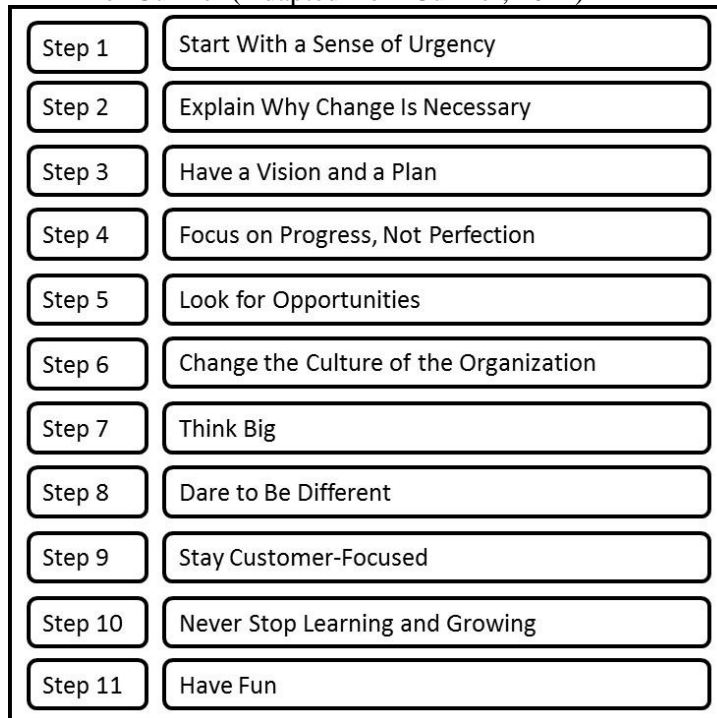 Step 1 Start With a Sense of Urgency
Step 2 Explain Why Change Is Necessary
Step 3 Have a Vision and a Plan
Step 4 Focus on Progress, Not Perfection
Step 5 Look for Opportunities
Step 6 Change the Culture of the Organization
Step 7 Think Big
Step 8 Dare to Be Different
Step 9 Stay Customer-Focused
Step 10 Never Stop Learning and Growing
Step 11 Have Fun